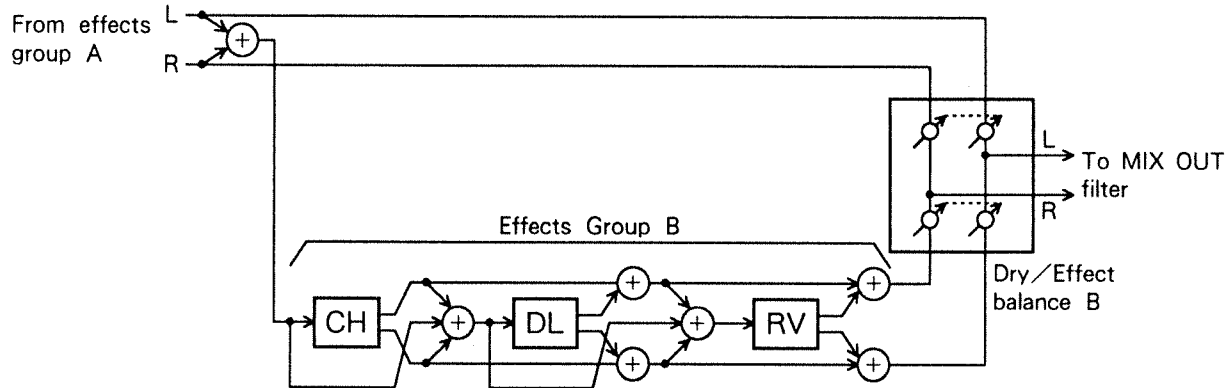 From effects
group A
L
R
+
L
To MIX OUT
filter
R
Effects Group B
Dry/Effect
balance B
+
+
CH
+
DL
+
RV
+
+